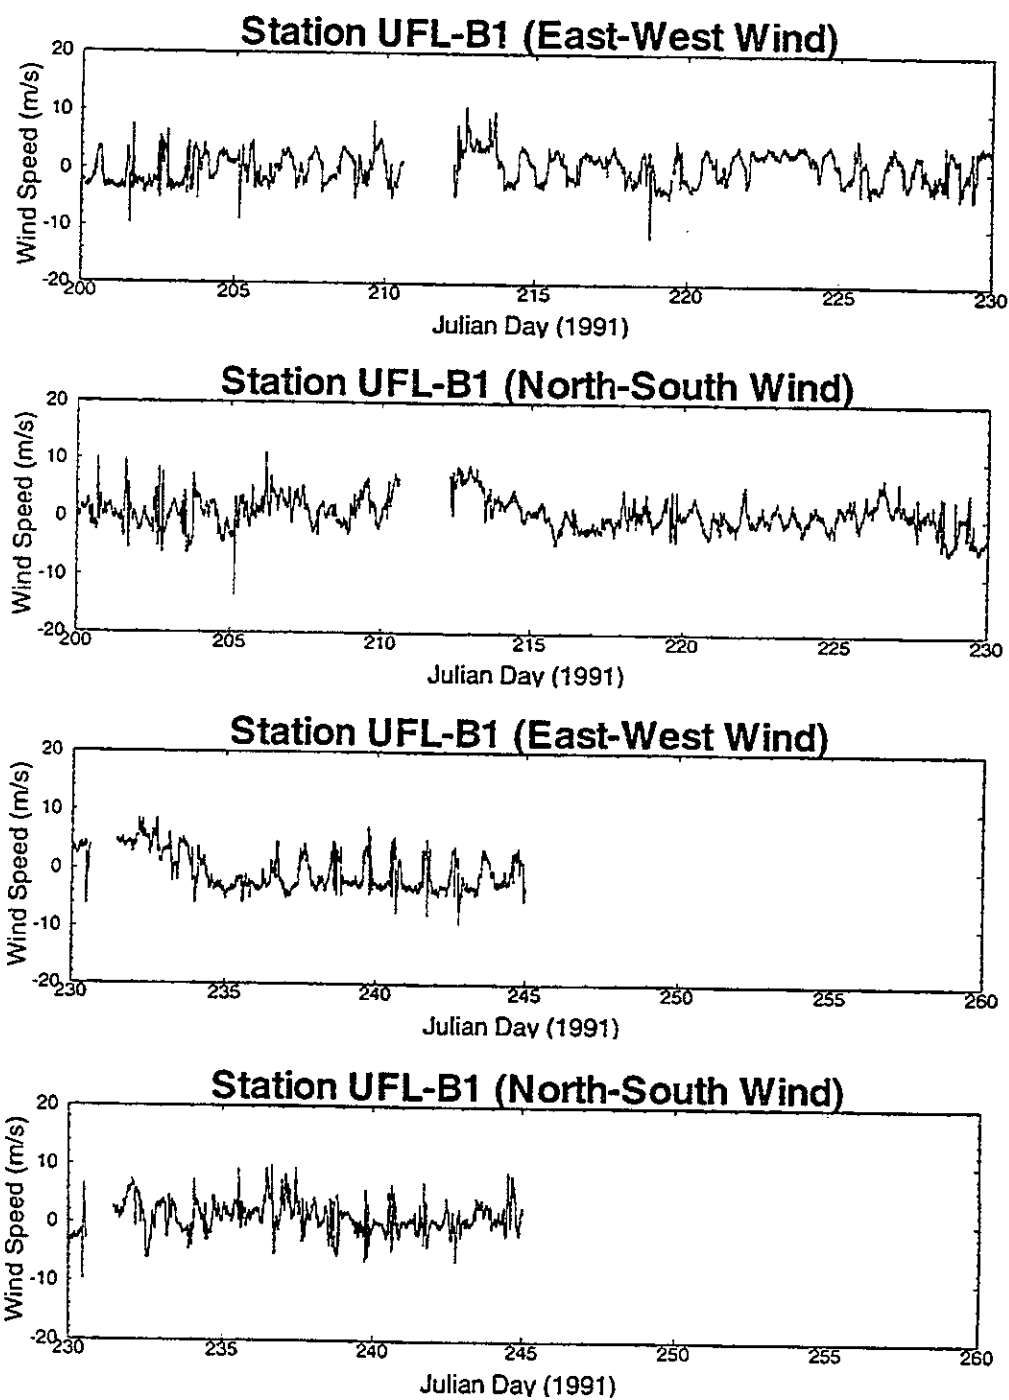 Station UFL-B1 (East-West Wind)
Wind Speed (m/s)
20
10
0
-10
-20
200 205 210 215 220 225 230
Julian Day (1991)
Station UFL-B1 (North-South Wind)
Wind Speed (m/s)
20
10
0
-10
-20
200 205 210 215 220 225 230
Julian Day (1991)
Station UFL-B1 (East-West Wind)
Wind Speed (m/s)
20
10
0
-10
-20
230 235 240 245 250 255 260
Julian Day (1991)
Station UFL-B1 (North-South Wind)
Wind Speed (m/s)
20
10
0
-10
-20
230 235 240 245 250 255 260
Julian Day (1991)